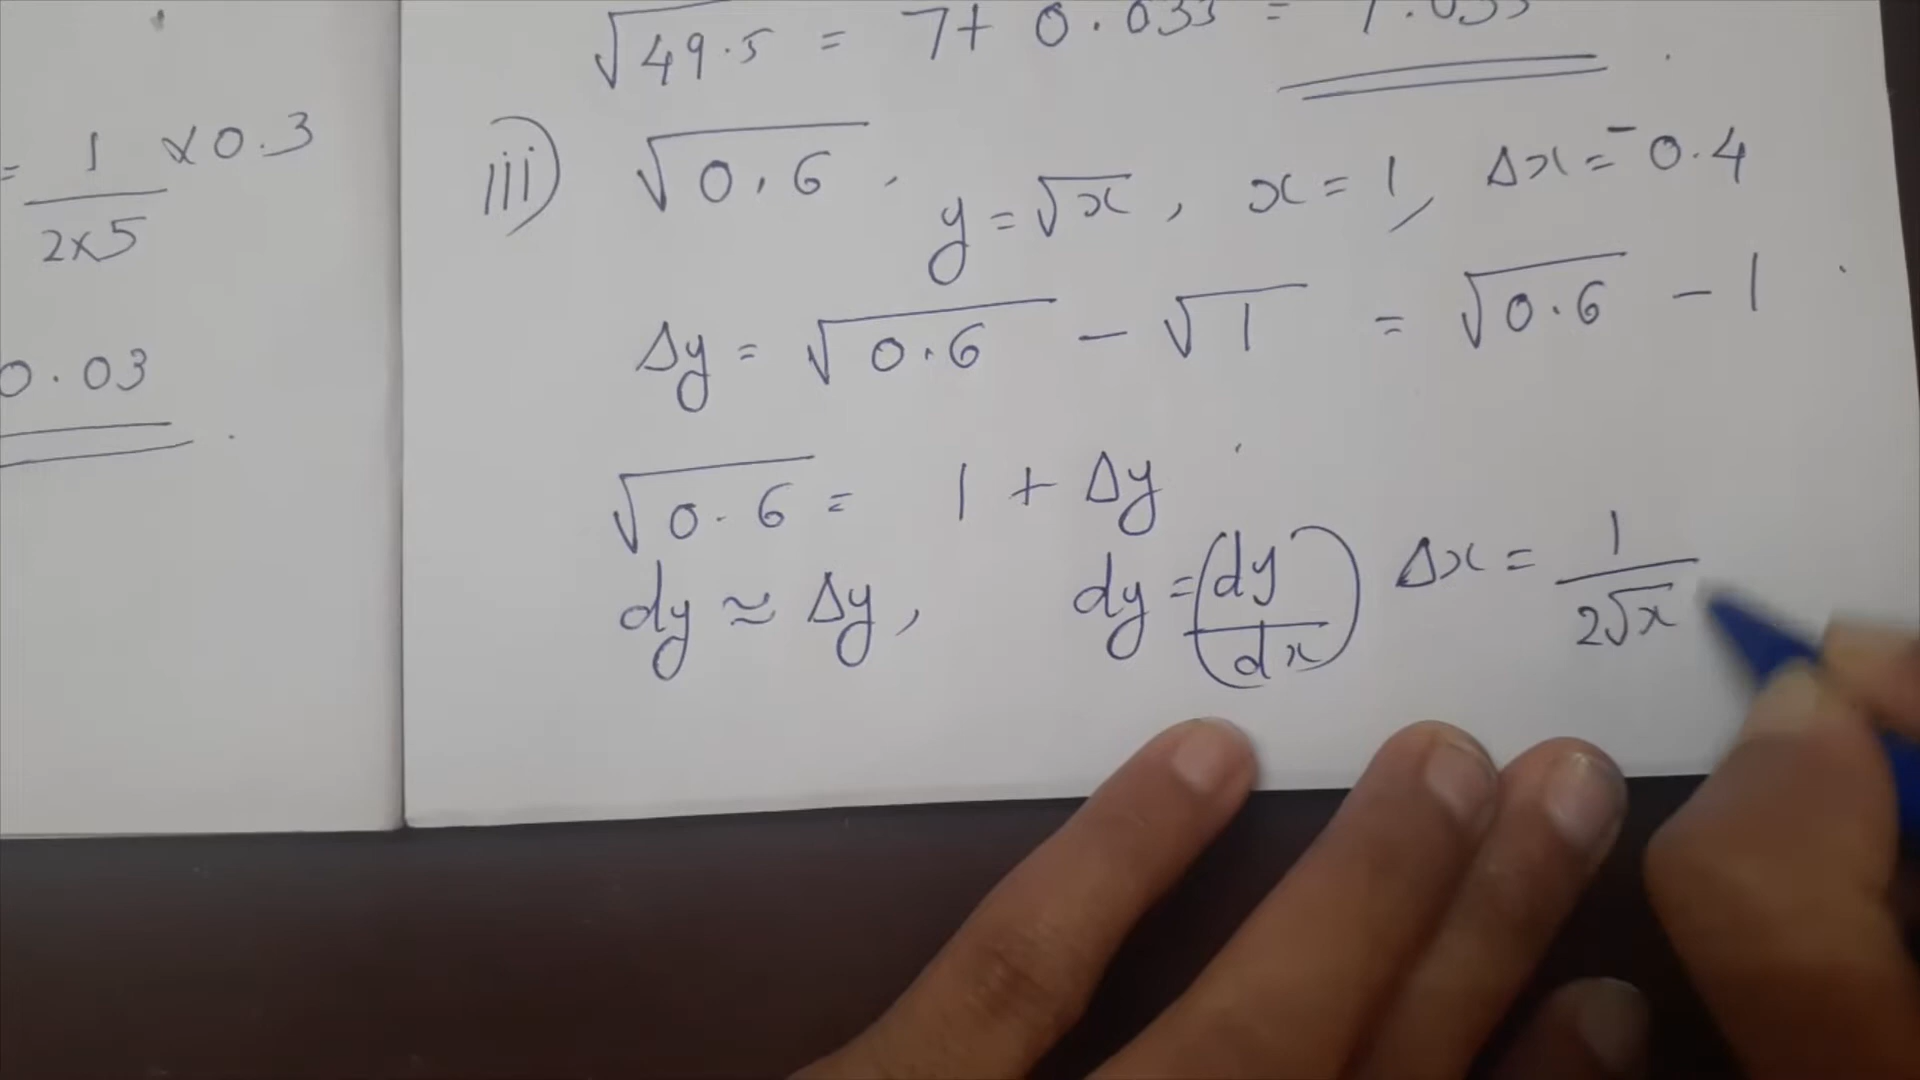 = 1/(2×5) × 0.3
0.03
√49.5 = 7+ 0.033 = 7.033
iii) √0.6 . y = √x , x = 1, Δx = -0.4
Δy = √0.6 - √1 = √0.6 - 1
√0.6 = 1 + Δy
dy ≈ Δy, dy = (dy/dx) Δx = 1/(2√x)